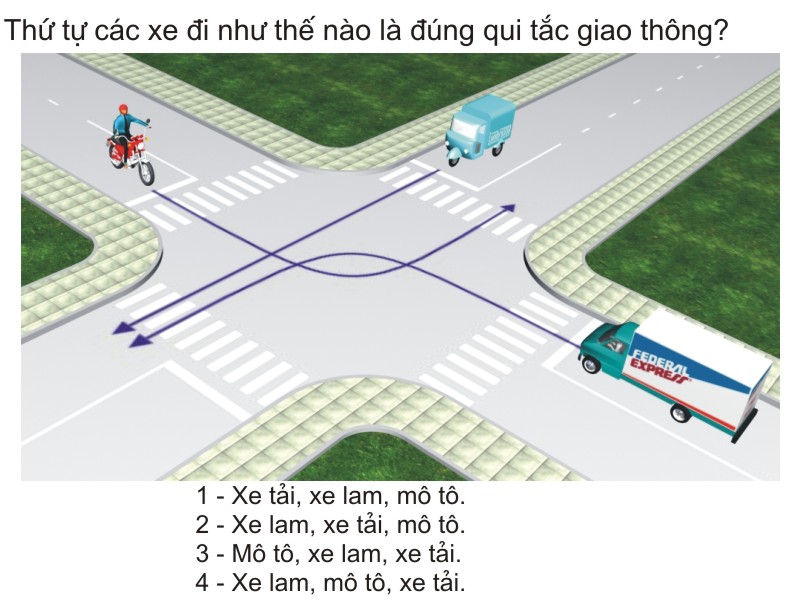 Thứ tự các xe đi như thế nào là đúng qui tắc giao thông?
FEDERAL
EXPRESS
1 - Xe tải, xe lam, mô tô.
2 - Xe lam, xe tải, mô tô.
3 - Mô tô, xe lam, xe tải.
4 - Xe lam, mô tô, xe tải.